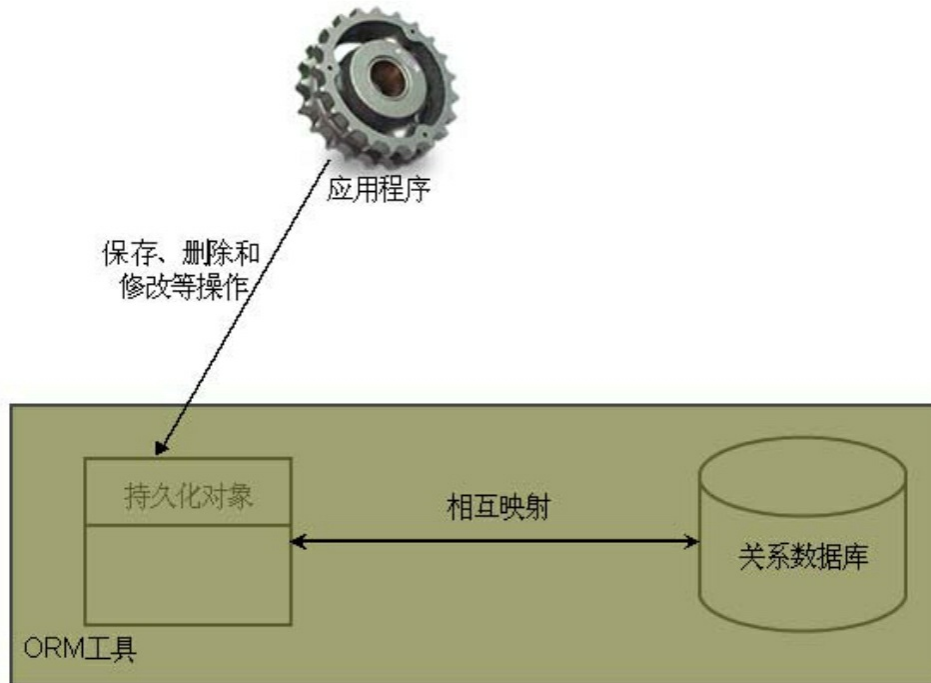 应用程序
保存、删除和
修改等操作
持久化对象
相互映射
关系数据库
ORM工具